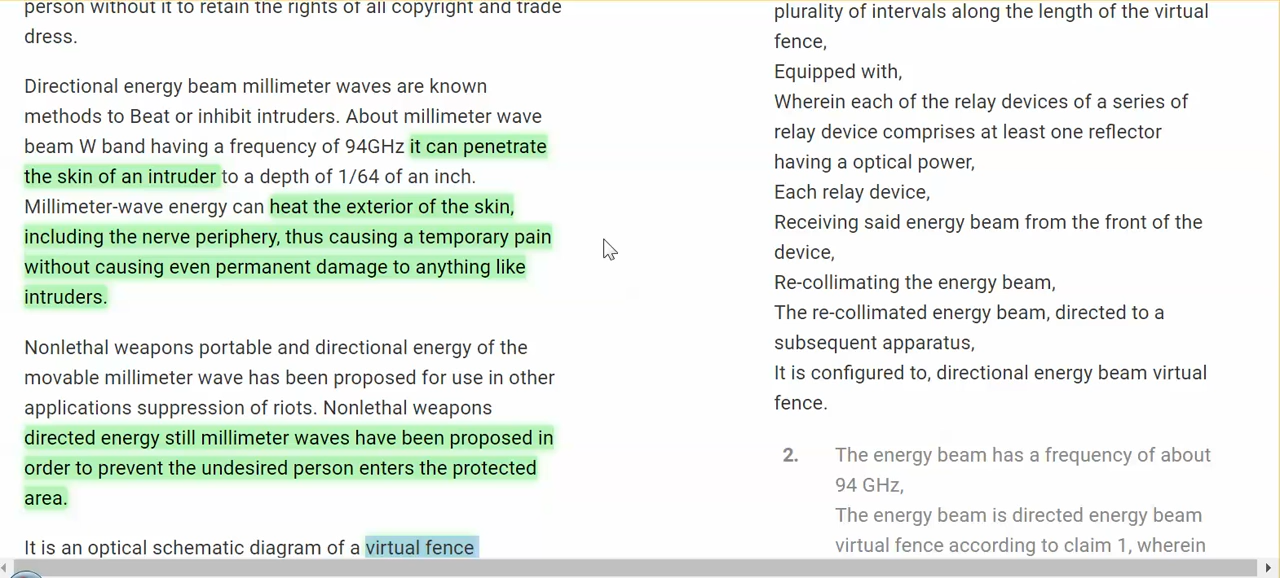 person without it to retain the rights of all copyright and trade
dress.
Directional energy beam millimeter waves are known
methods to Beat or inhibit intruders. About millimeter wave
beam W band having a frequency of 94GHz it can penetrate
the skin of an intruder to a depth of 1/64 of an inch.
Millimeter-wave energy can heat the exterior of the skin,
including the nerve periphery, thus causing a temporary pain
without causing even permanent damage to anything like
intruders.
Nonlethal weapons portable and directional energy of the
movable millimeter wave has been proposed for use in other
applications suppression of riots. Nonlethal weapons
directed energy still millimeter waves have been proposed in
order to prevent the undesired person enters the protected
area.
It is an optical schematic diagram of a virtual fence
plurality of intervals along the length of the virtual
fence,
Equipped with,
Wherein each of the relay devices of a series of
relay device comprises at least one reflector
having a optical power,
Each relay device,
Receiving said energy beam from the front of the
device,
Re-collimating the energy beam,
The re-collimated energy beam, directed to a
subsequent apparatus,
It is configured to, directional energy beam virtual
fence.
2. The energy beam has a frequency of about
94 GHz,
The energy beam is directed energy beam
virtual fence according to claim 1, wherein